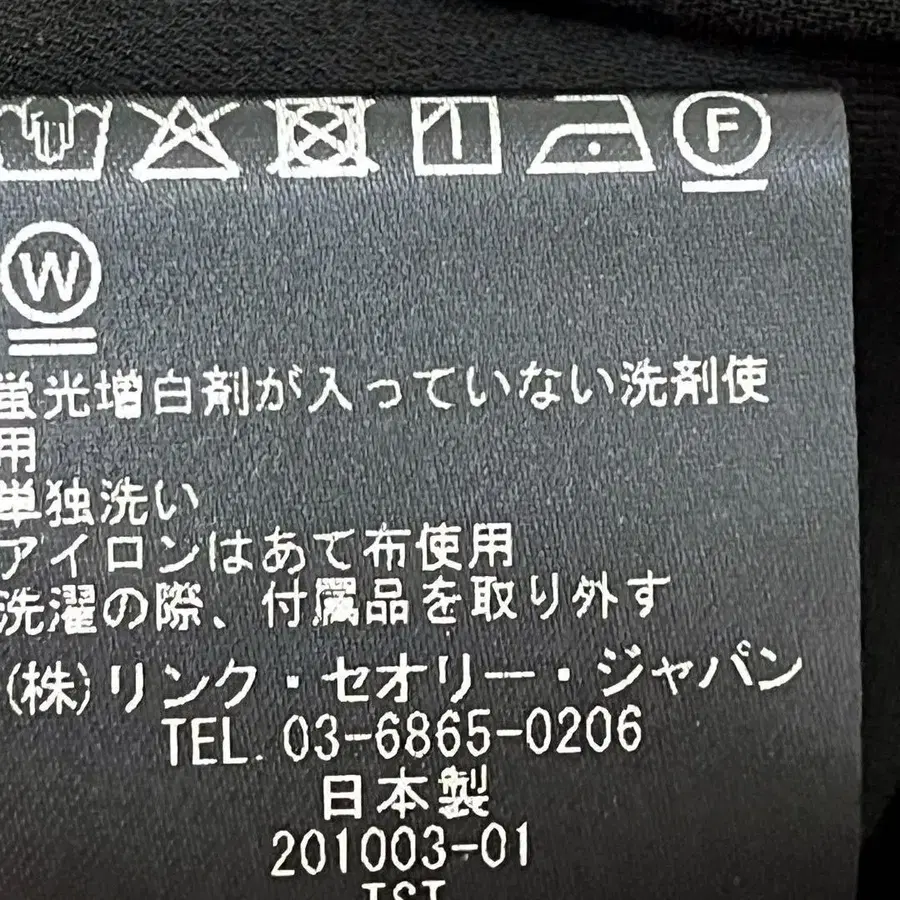 F
W
蛍光増白剤が入っていない洗剤使
用
単独洗い
アイロンはあて布使用
洗濯の際、付属品を取り外す
(株)リンク・セオリー・ジャパン
TEL. 03-6865-0206
日本製
201003-01
TST